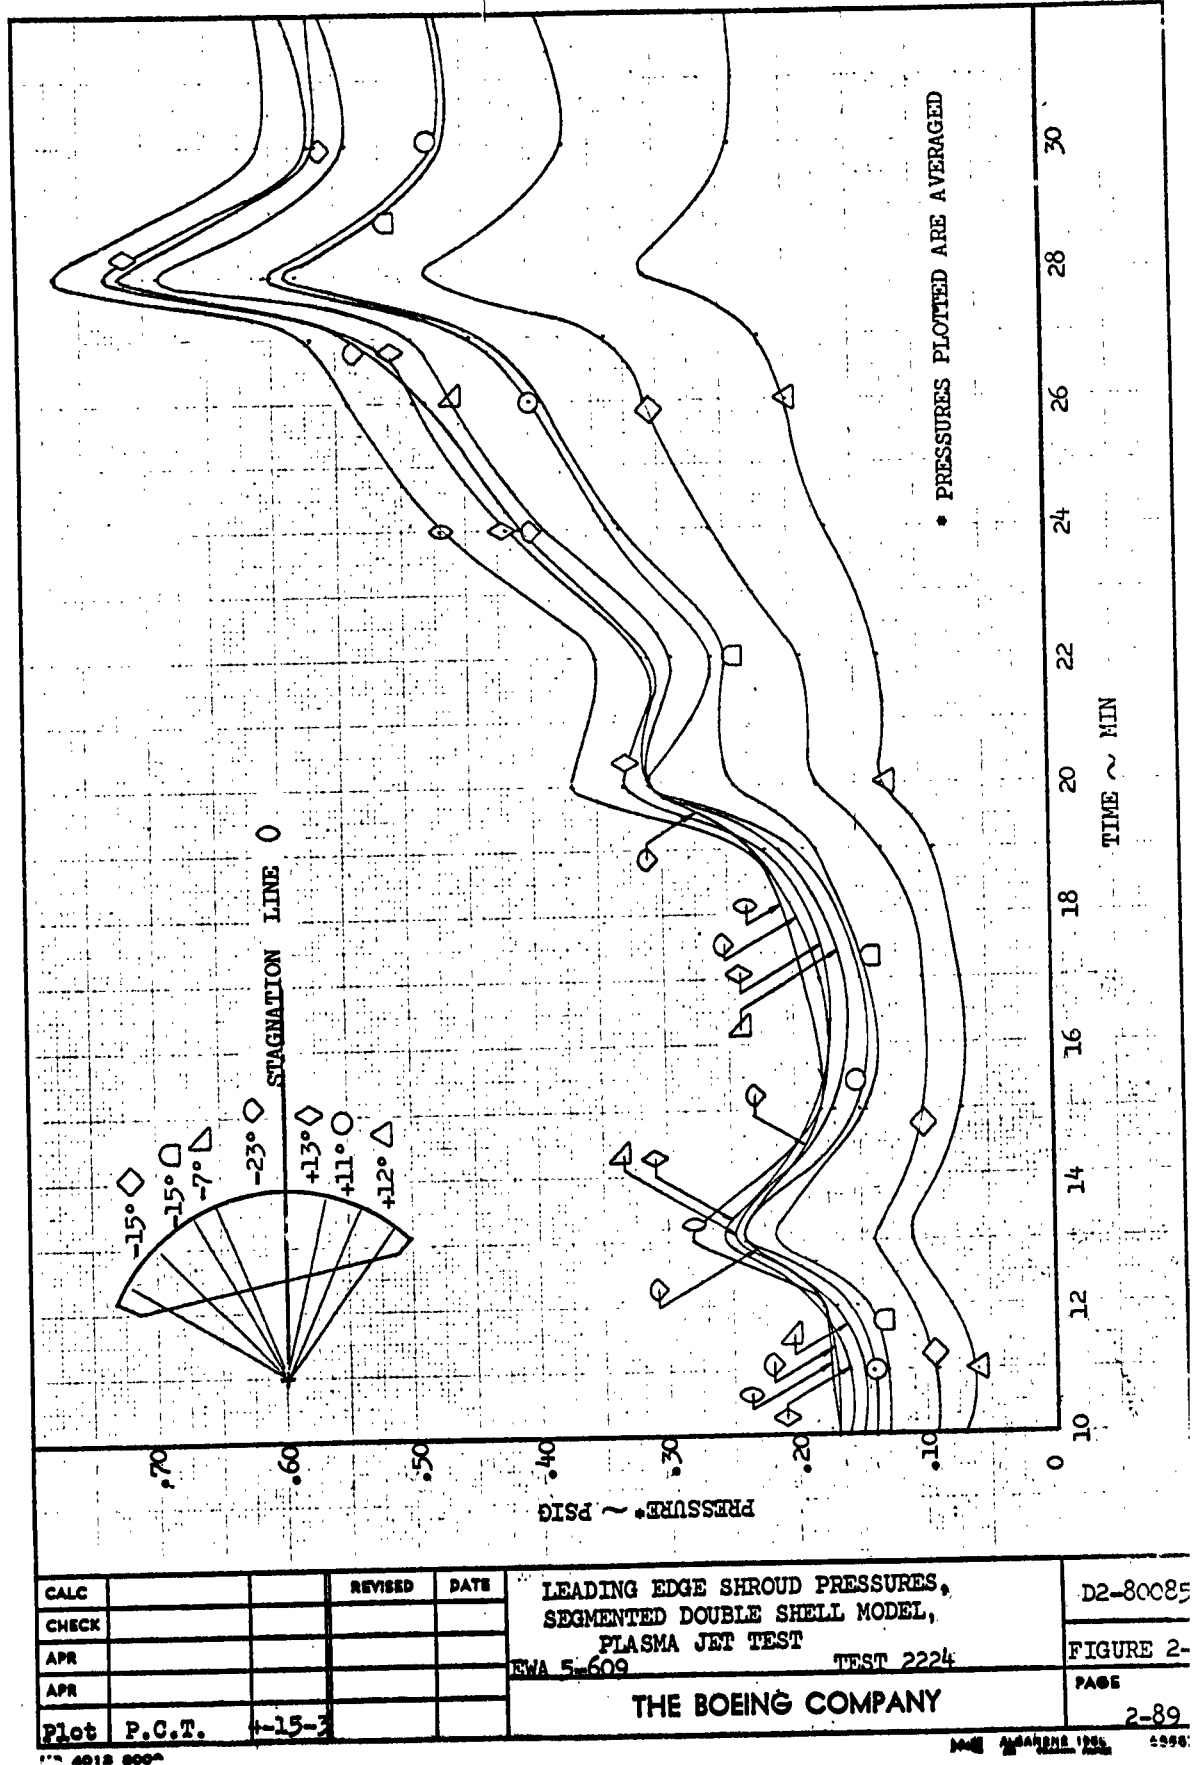 * PRESSURES PLOTTED ARE AVERAGED
STAGNATION LINE
-15°
-15°
-7°
-23°
+13°
+11°
+12°
.70
.60
.50
.40
.30
.20
.10
0
PRESSURE* ~ PSIG
10
12
14
16
18
20
22
24
26
28
30
TIME ~ MIN
CALC
REVISED
DATE
CHECK
APR
APR
Plot P.C.T.
LEADING EDGE SHROUD PRESSURES,
SEGMENTED DOUBLE SHELL MODEL,
PLASMA JET TEST
EWA 5-609 TEST 2224
THE BOEING COMPANY
D2-80085
FIGURE 2-
PAGE
2-89